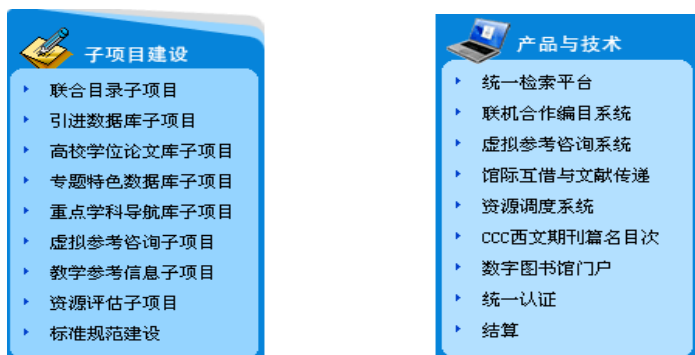 子项目建设
联合目录子项目
引进数据库子项目
高校学位论文库子项目
专题特色数据库子项目
重点学科导航库子项目
虚拟参考咨询子项目
教学参考信息子项目
资源评估子项目
标准规范建设
产品与技术
统一检索平台
联机合作编目系统
虚拟参考咨询系统
馆际互借与文献传递
资源调度系统
CCC西文期刊篇名目次
数字图书馆门户
统一认证
结算